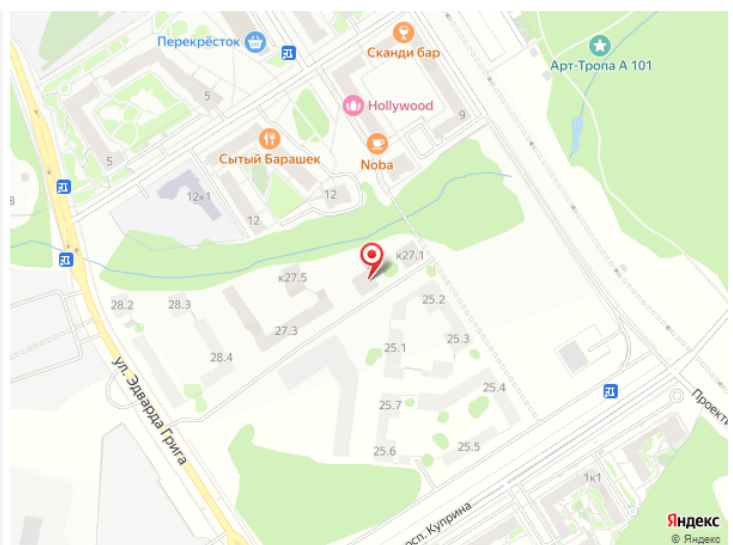 Перекрёсток
Сканди бар
Арт-Тропа А 101
5
Hollywood
9
5
Сытый Барашек
Noba
12к1
12
12
8
к27.1
к27.5
28.2
28.3
25.2
27.3
25.3
28.4
25.1
ул. Эдварда Грига
25.4
25.7
Проекти
25.6
25.5
1к1
осп. Куприна
Яндекс
© Яндекс